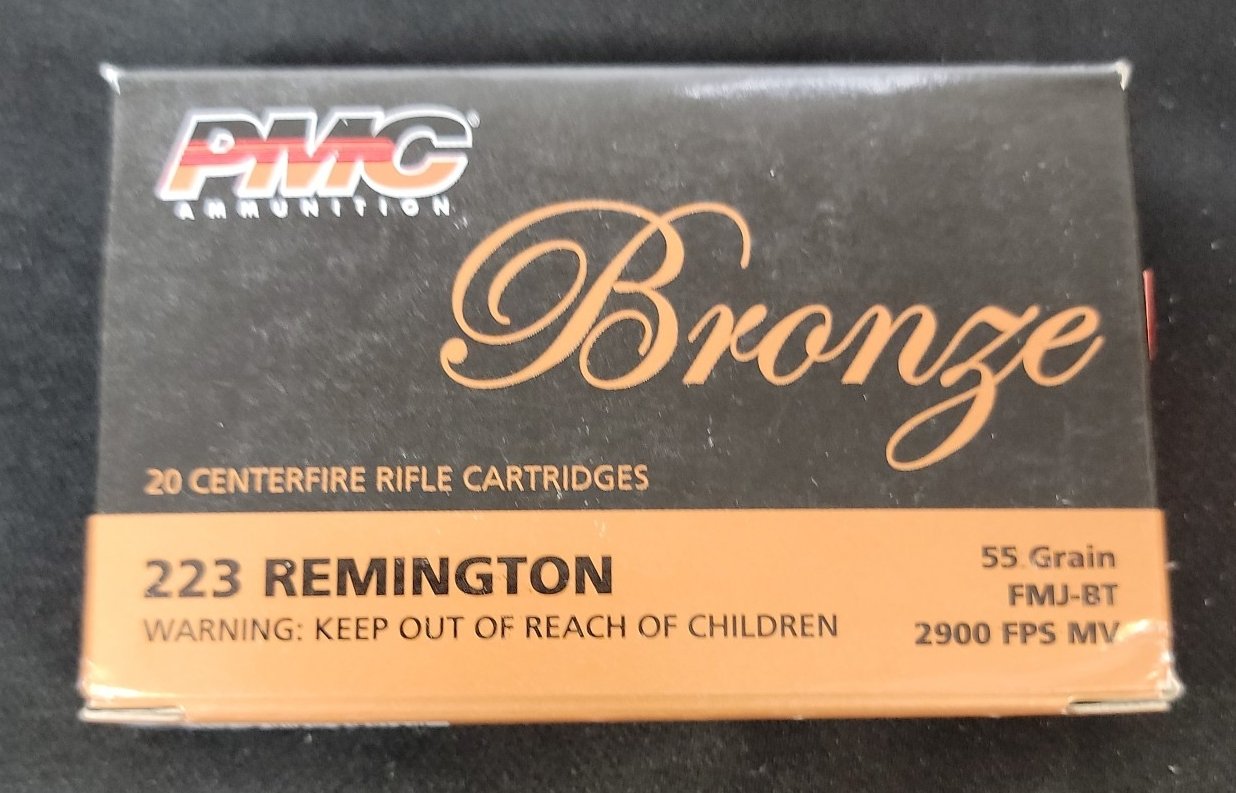 PMC®
AMMUNITION
Bronze
20 CENTERFIRE RIFLE CARTRIDGES
223 REMINGTON
WARNING: KEEP OUT OF REACH OF CHILDREN
55 Grain
FMJ-BT
2900 FPS MV